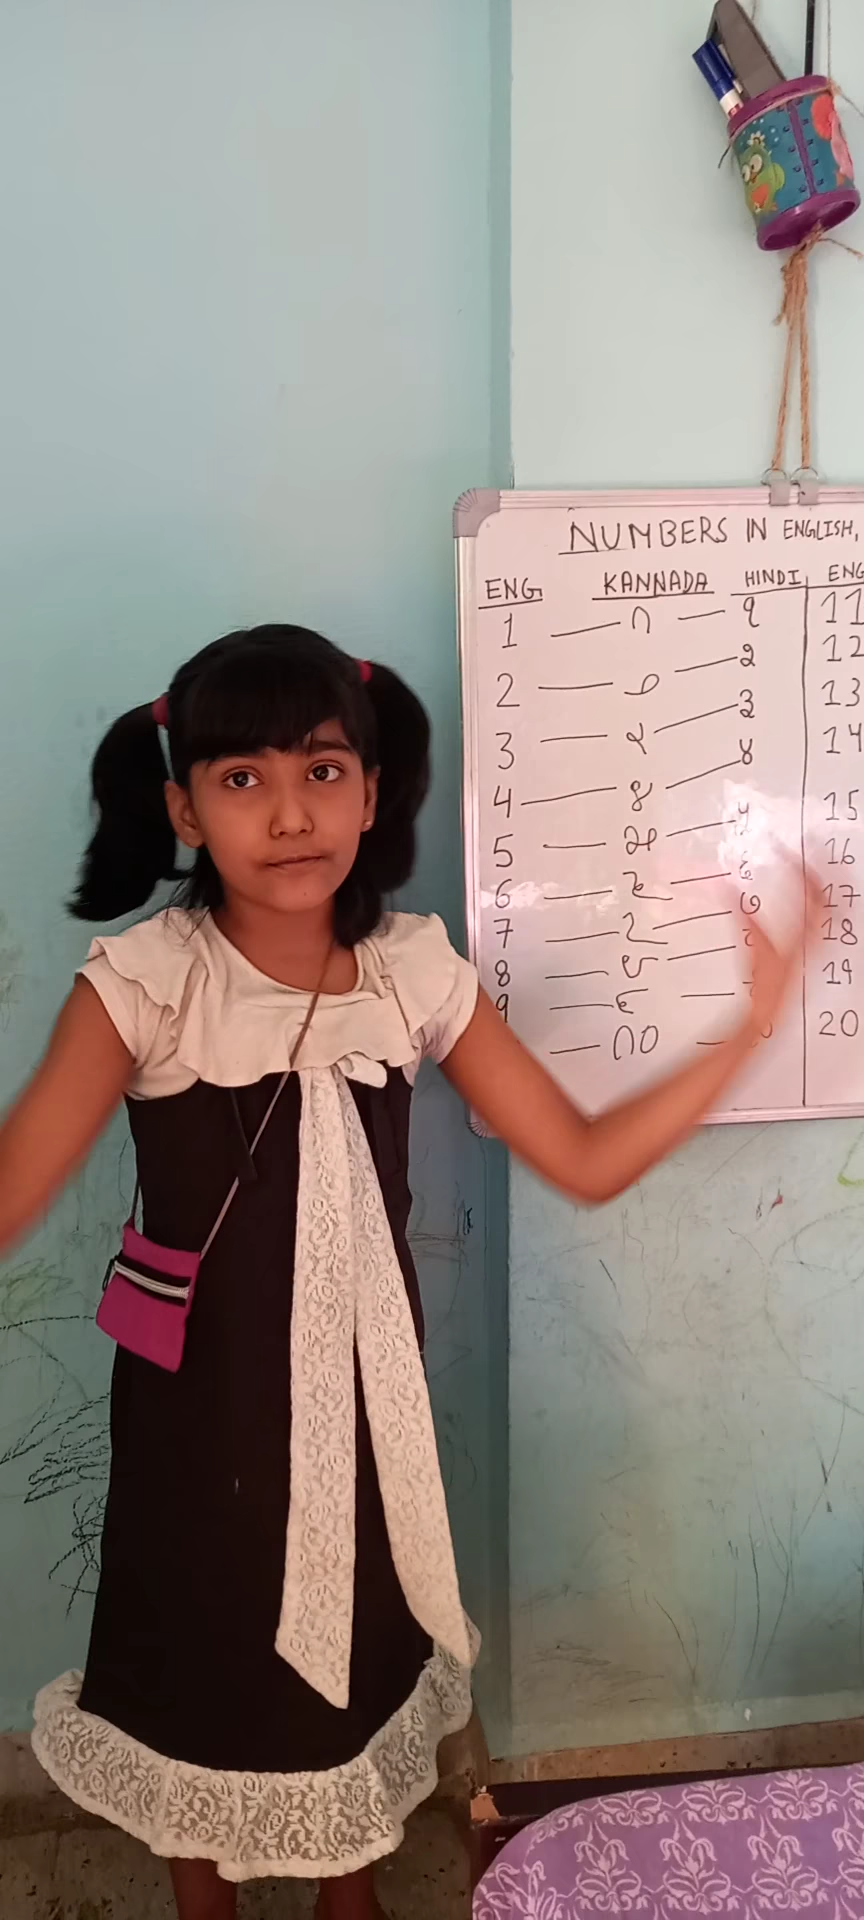 NUMBERS IN ENGLISH,
ENG KANNADA HINDI ENG
1 — ೧ — १ 11
2 — ೨ — २ 12
3 — ೩ — ३ 13
4 — ೪ — ४ 14
5 — ೫ — ५ 15
6 — ೬ — ६ 16
7 — ೭ — ७ 17
8 — ೮ — 18
9 — ೯ — 19
— ೧೦ — 20